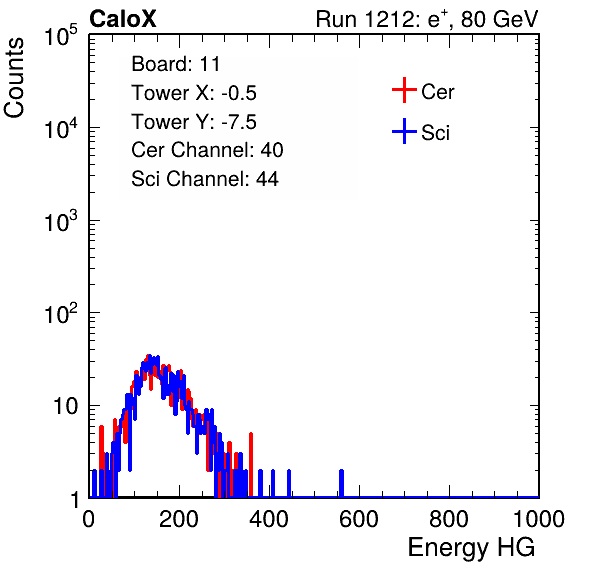 CaloX Run 1212: e⁺, 80 GeV
Counts
10⁵
10⁴
10³
10²
10
1
Board: 11
Tower X: -0.5
Tower Y: -7.5
Cer Channel: 40
Sci Channel: 44
Cer
Sci
0 200 400 600 800 1000
Energy HG